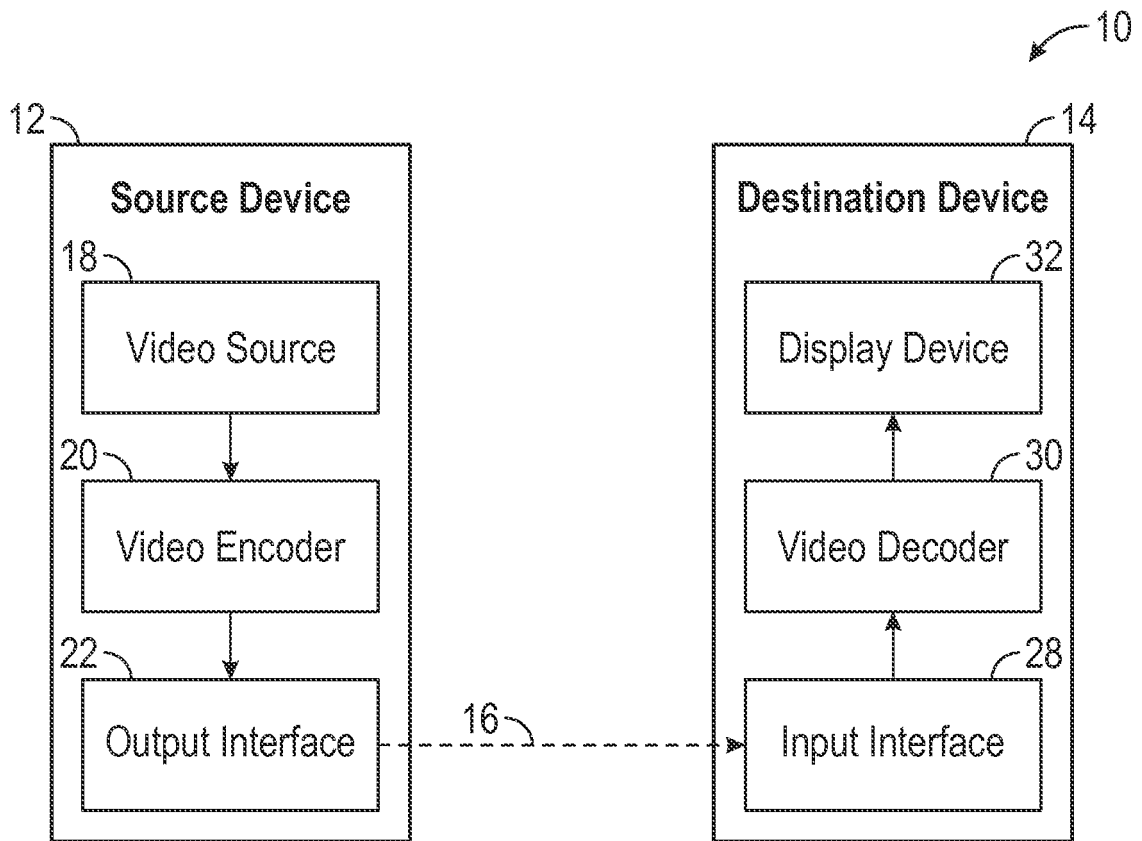 10
12
14
Source Device
Destination Device
18
32
Video Source
Display Device
20
30
Video Encoder
Video Decoder
22
28
16
Output Interface
Input Interface